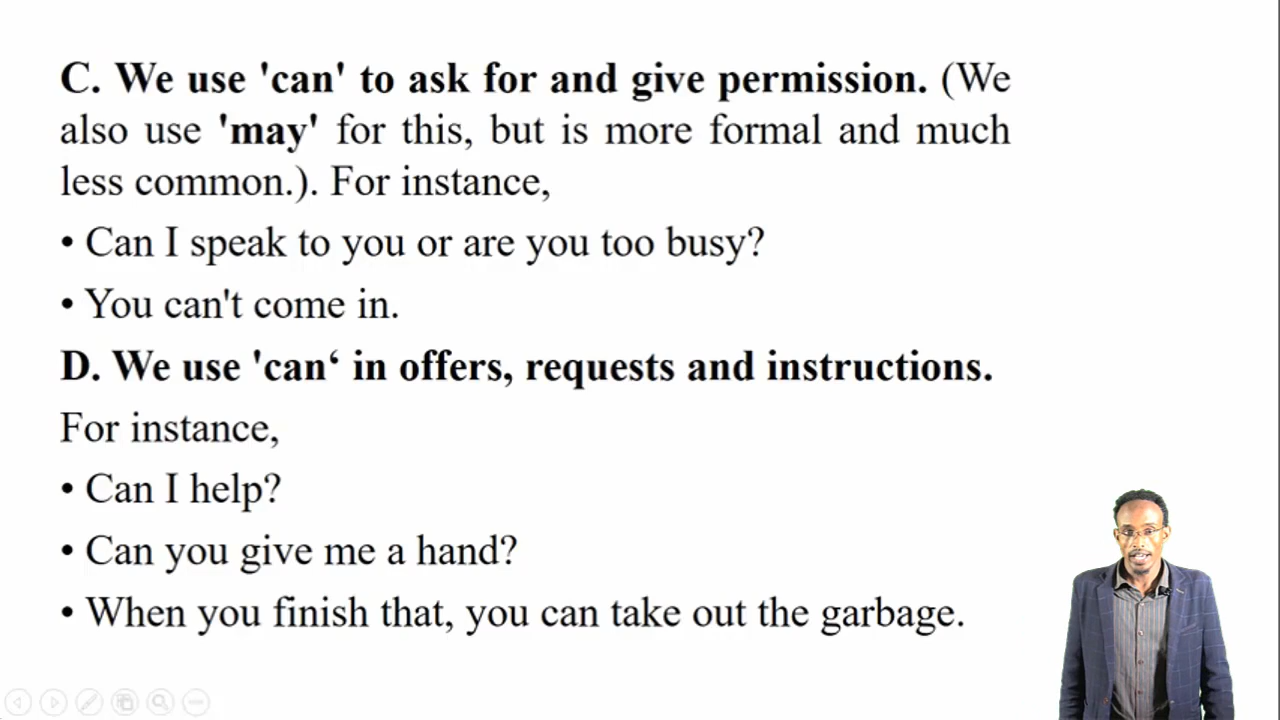 C. We use 'can' to ask for and give permission. (We
also use 'may' for this, but is more formal and much
less common.). For instance,
• Can I speak to you or are you too busy?
• You can't come in.
D. We use 'can‘ in offers, requests and instructions.
For instance,
• Can I help?
• Can you give me a hand?
• When you finish that, you can take out the garbage.